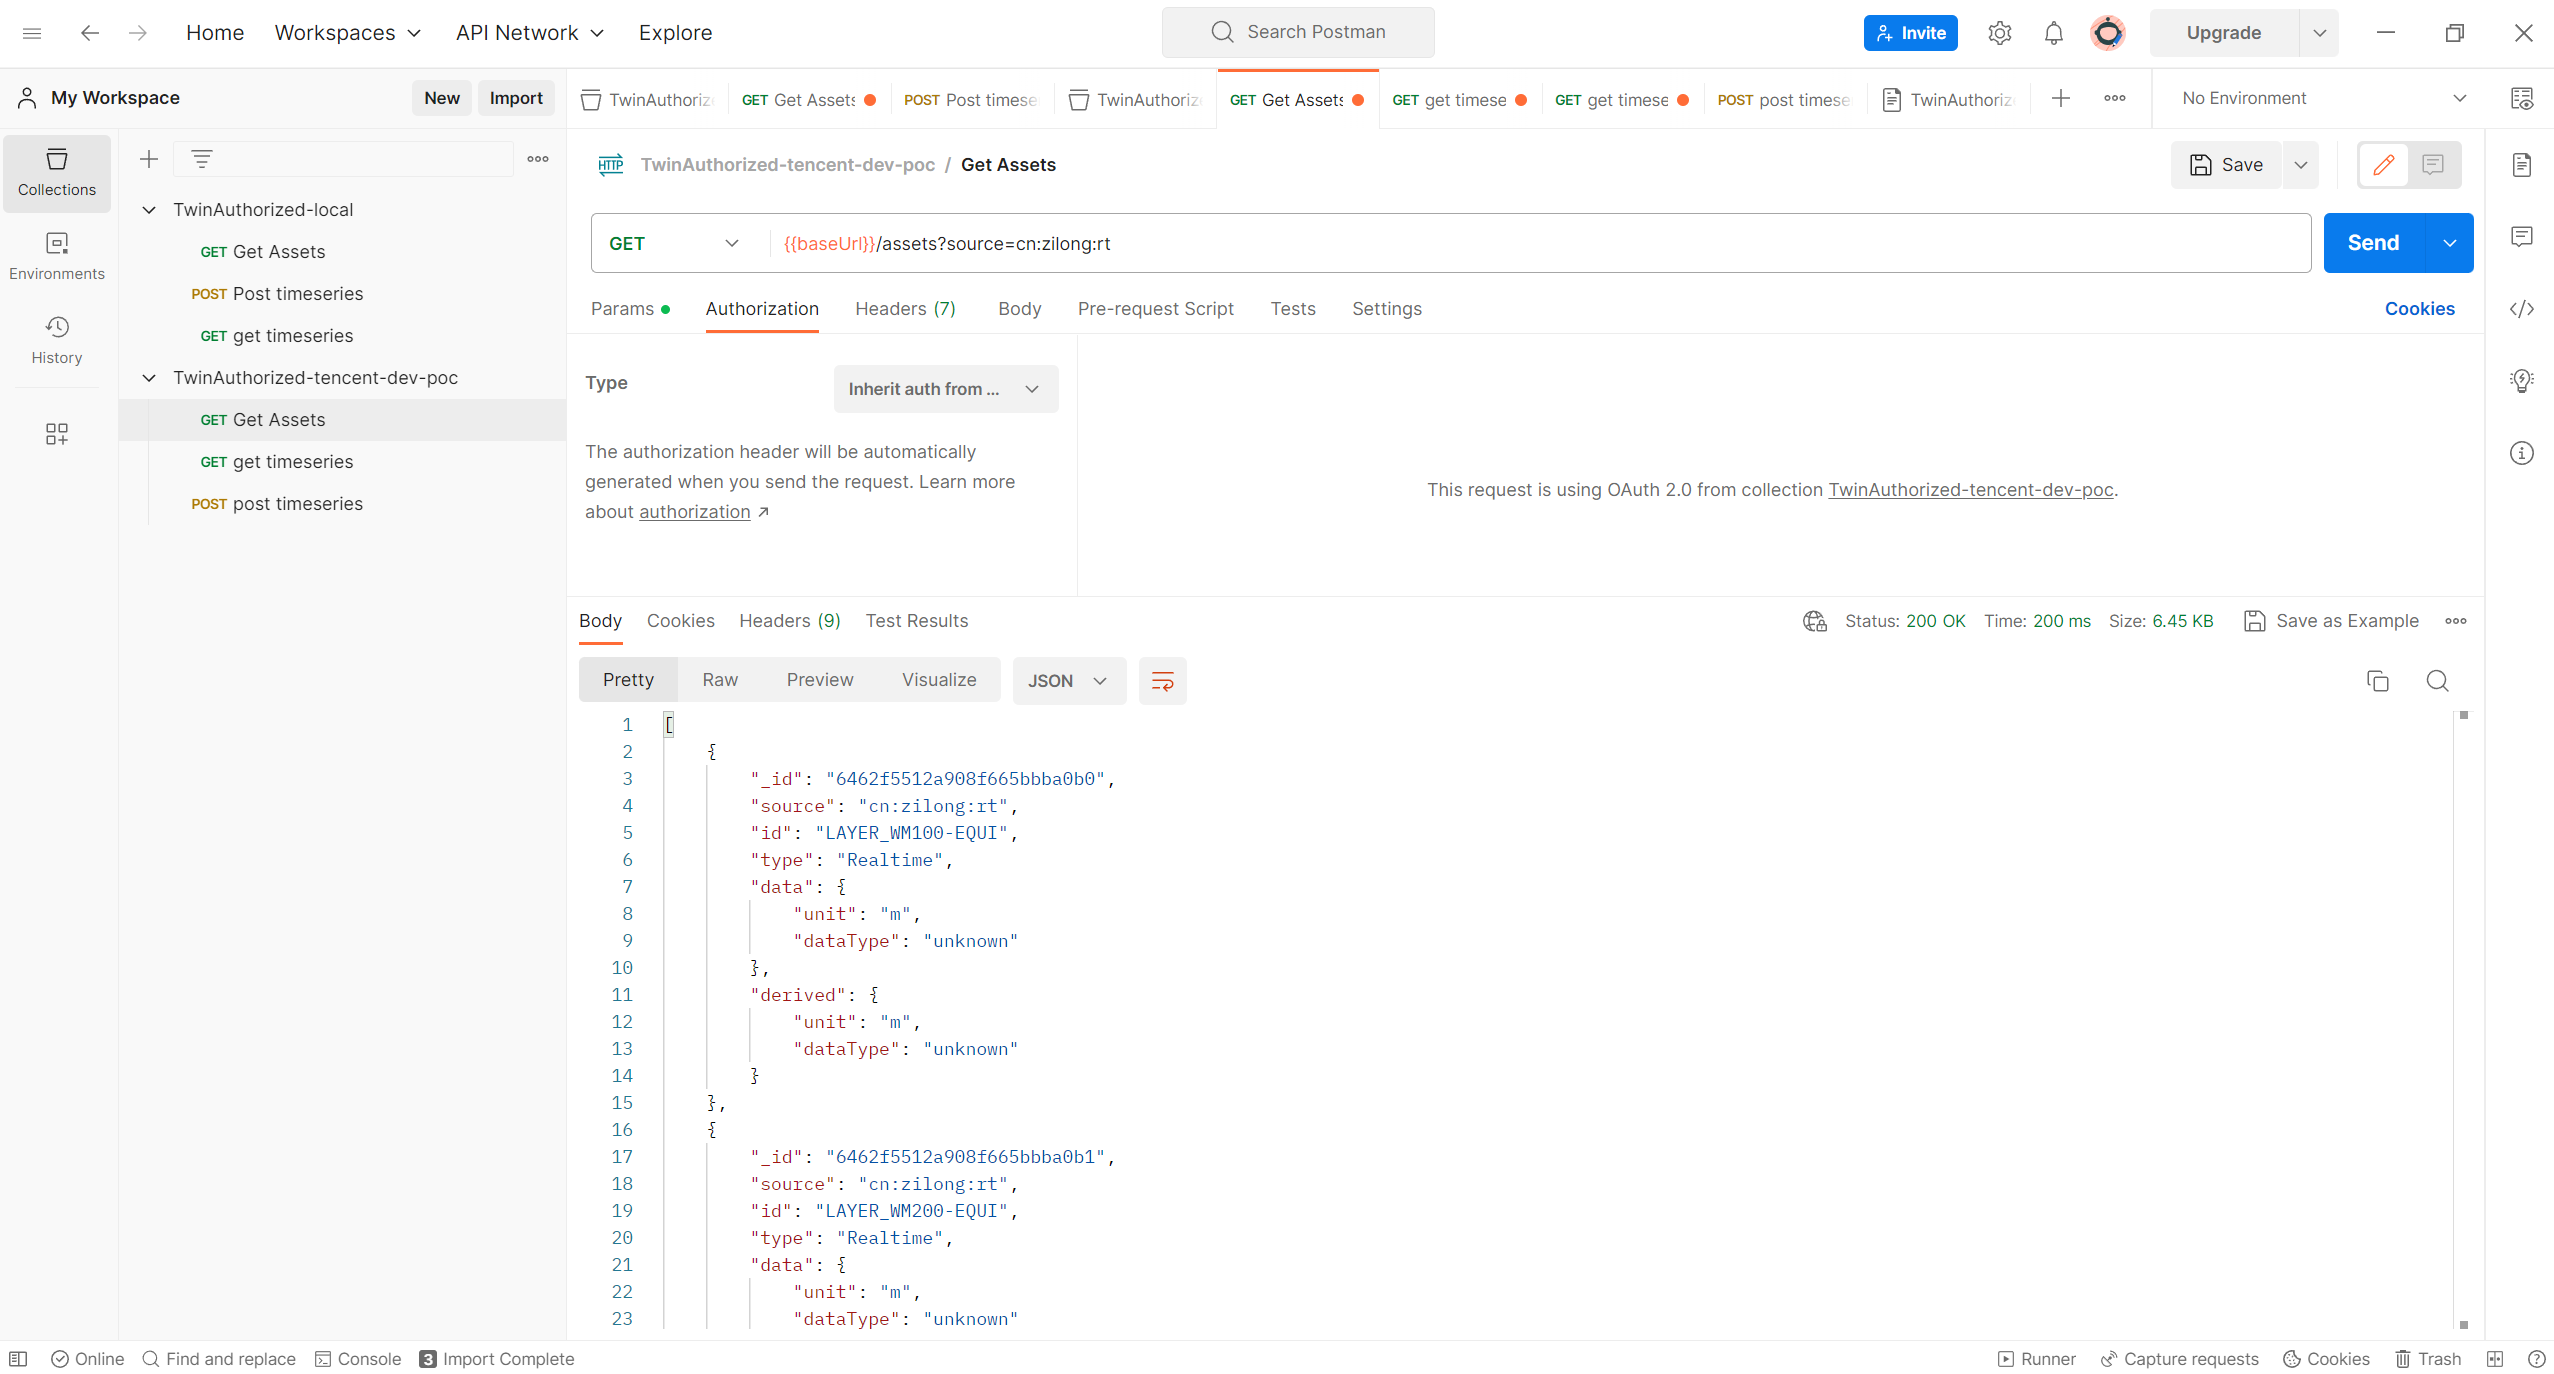 Home Workspaces API Network Explore Search Postman Invite Upgrade
My Workspace New Import
TwinAuthoriz GET Get Assets POST Post timese TwinAuthoriz GET Get Assets GET get timese GET get timese POST post timese TwinAuthoriz No Environment
Collections
Environments
History
TwinAuthorized-local
GET Get Assets
POST Post timeseries
GET get timeseries
TwinAuthorized-tencent-dev-poc
GET Get Assets
GET get timeseries
POST post timeseries
HTTP TwinAuthorized-tencent-dev-poc / Get Assets Save
GET {{baseUrl}}/assets?source=cn:zilong:rt Send
Params Authorization Headers (7) Body Pre-request Script Tests Settings Cookies
Type Inherit auth from ...
The authorization header will be automatically
generated when you send the request. Learn more
about authorization ↗
This request is using OAuth 2.0 from collection TwinAuthorized-tencent-dev-poc.
Body Cookies Headers (9) Test Results Status: 200 OK Time: 200 ms Size: 6.45 KB Save as Example
Pretty Raw Preview Visualize JSON
1 [
2 {
3 "_id": "6462f5512a908f665bbba0b0",
4 "source": "cn:zilong:rt",
5 "id": "LAYER_WM100-EQUI",
6 "type": "Realtime",
7 "data": {
8 "unit": "m",
9 "dataType": "unknown"
10 },
11 "derived": {
12 "unit": "m",
13 "dataType": "unknown"
14 }
15 },
16 {
17 "_id": "6462f5512a908f665bbba0b1",
18 "source": "cn:zilong:rt",
19 "id": "LAYER_WM200-EQUI",
20 "type": "Realtime",
21 "data": {
22 "unit": "m",
23 "dataType": "unknown"
Online Find and replace Console 3 Import Complete Runner Capture requests Cookies Trash